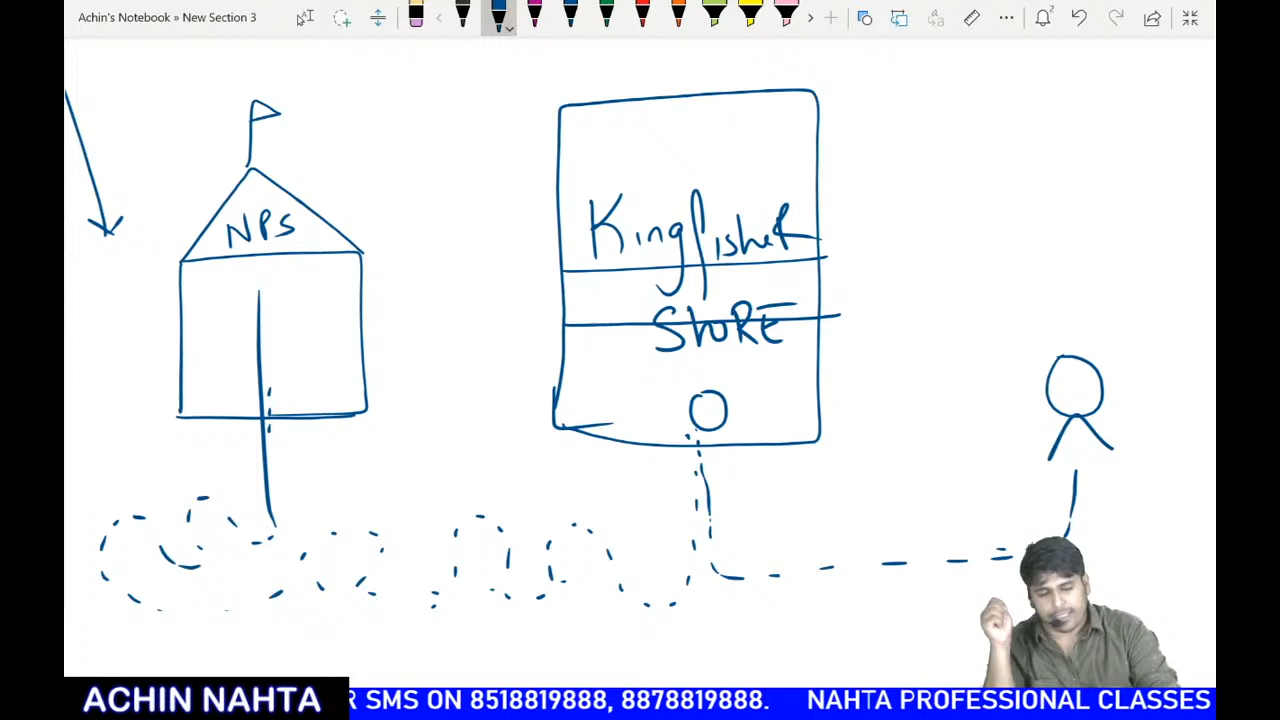 Achin's Notebook » New Section 3
NPS
KingfisheR
StoRE
ACHIN NAHTA
R SMS ON 8518819888, 8878819888. NAHTA PROFESSIONAL CLASSES